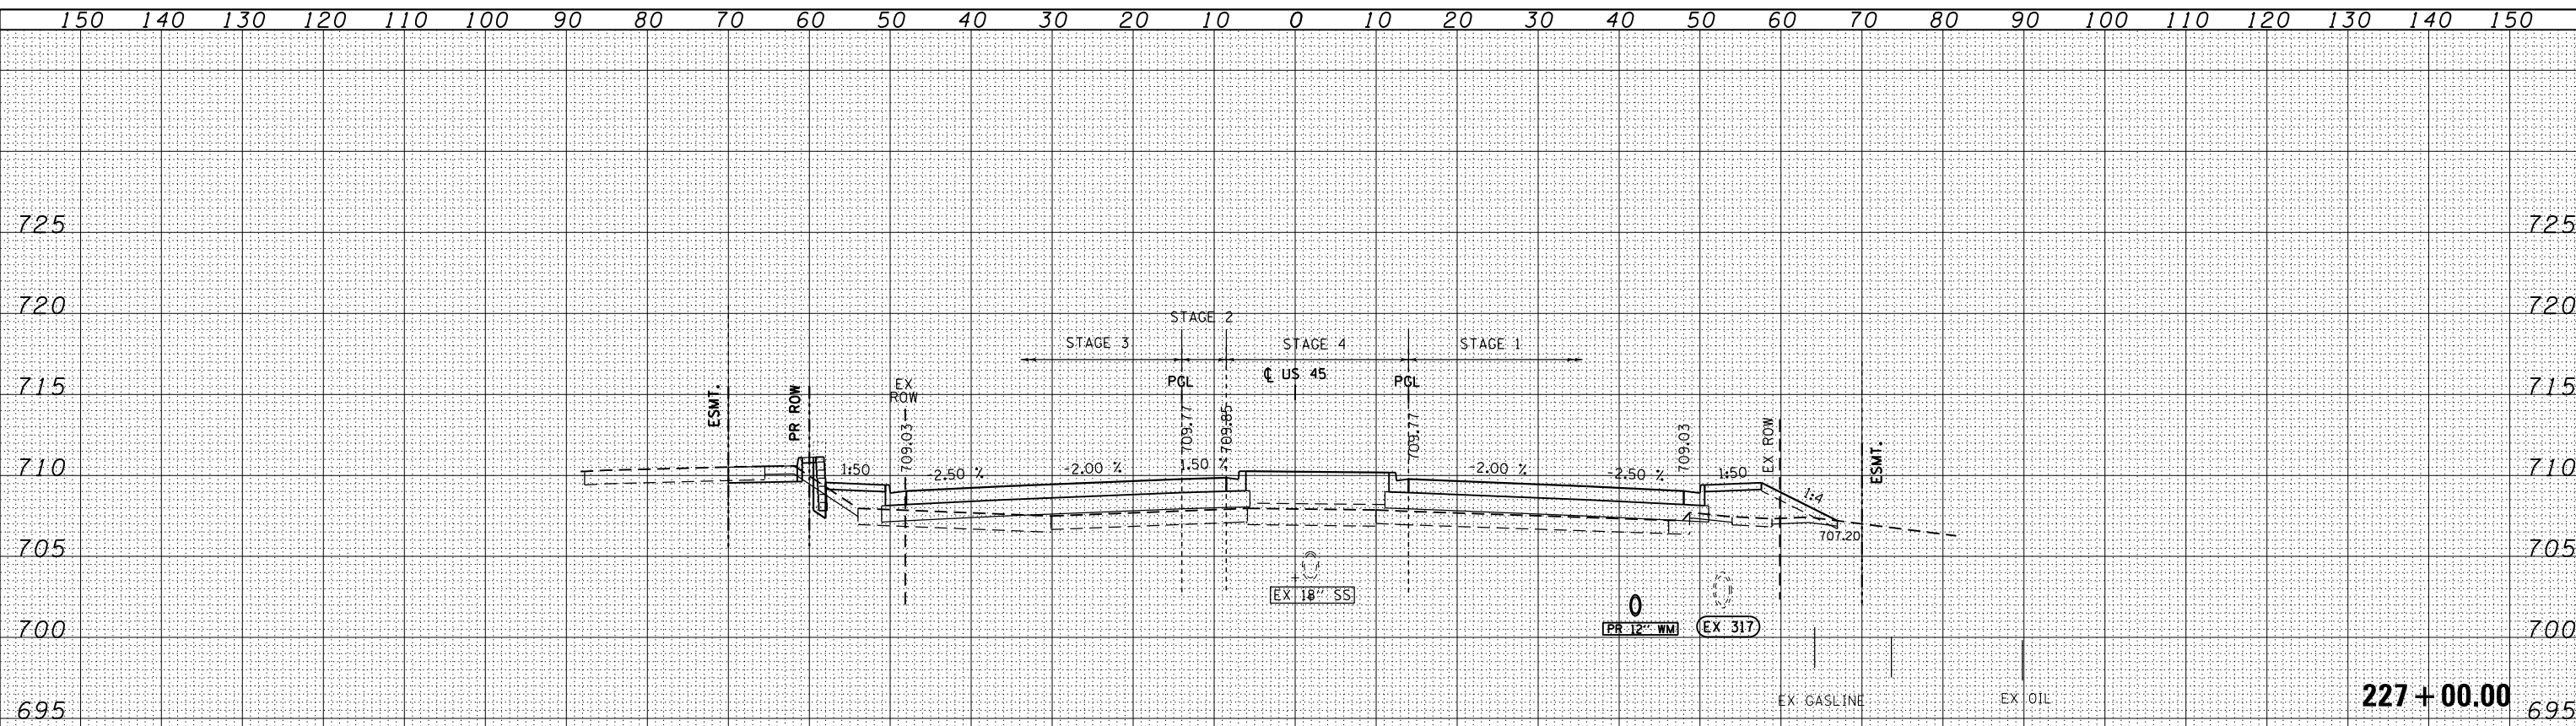 150 140 130 120 110 100 90 80 70 60 50 40 30 20 10 0 10 20 30 40 50 60 70 80 90 100 110 120 130 140 150
725 725
720 720
STAGE 2
STAGE 3 STAGE 4 STAGE 1
715 715
PGL ℄ US 45 PGL
ESMT.
PR ROW
EX
ROW
709.03
709.77
709.85
709.77
709.03
EX ROW
ESMT.
710 710
1:50 -2.50 % -2.00 % 1.50 % -2.00 % -2.50 % 1:50
1:4
707.20
705 705
EX 18" SS
PR 12" WM EX 317
700 700
EX GASLINE EX OIL
227+00.00
695 695